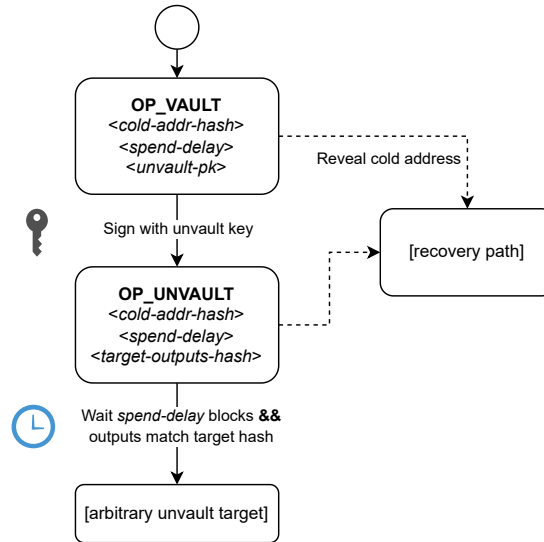 OP_VAULT
<cold-addr-hash>
<spend-delay>
<unvault-pk>
Reveal cold address
Sign with unvault key
[recovery path]
OP_UNVAULT
<cold-addr-hash>
<spend-delay>
<target-outputs-hash>
Wait spend-delay blocks &&
outputs match target hash
[arbitrary unvault target]